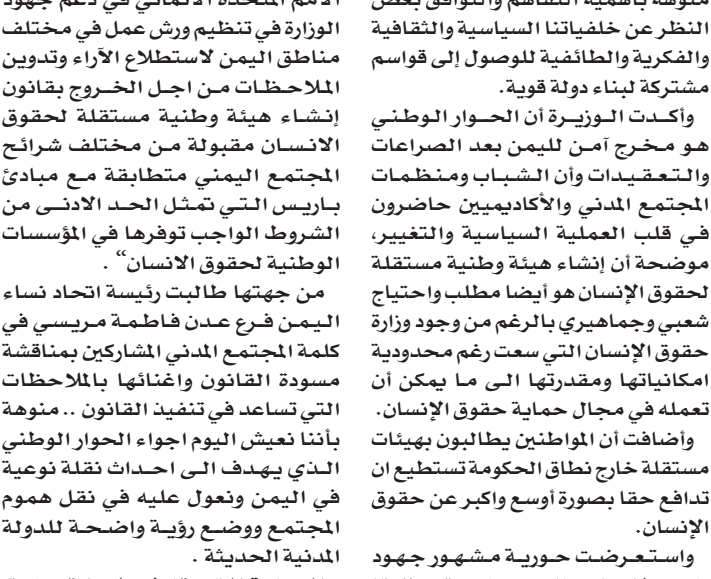 منوهة بأهمية التفاهم والتوافق بغض
النظر عن خلفياتنا السياسية والثقافية
والفكرية والطائفية للوصول إلى قواسم
مشتركة لبناء دولة قوية.
وأكدت الوزيرة أن الحوار الوطني
هو مخرج آمن لليمن بعد الصراعات
والتعقيدات وأن الشباب ومنظمات
المجتمع المدني والأكاديميين حاضرون
في قلب العملية السياسية والتغيير،
موضحة أن إنشاء هيئة وطنية مستقلة
لحقوق الإنسان هو أيضا مطلب واحتياج
شعبي وجماهيري بالرغم من وجود وزارة
حقوق الإنسان التي سعت رغم محدودية
امكانياتها ومقدرتها الى ما يمكن أن
تعمله في مجال حماية حقوق الإنسان.
وأضافت أن المواطنين يطالبون بهيئات
مستقلة خارج نطاق الحكومة تستطيع ان
تدافع حقا بصورة أوسع واكبر عن حقوق
الإنسان.
واستعرضت حورية مشهور جهود
الأمم المتحدة الانمائي في دعم جهود
الوزارة في تنظيم ورش عمل في مختلف
مناطق اليمن لاستطلاع الآراء وتدوين
الملاحظات من اجل الخروج بقانون
إنشاء هيئة وطنية مستقلة لحقوق
الانسان مقبولة من مختلف شرائح
المجتمع اليمني متطابقة مع مبادئ
باريس التي تمثل الحد الادنى من
الشروط الواجب توفرها في المؤسسات
الوطنية لحقوق الانسان“ .
من جهتها طالبت رئيسة اتحاد نساء
اليمن فرع عدن فاطمة مريسي في
كلمة المجتمع المدني المشاركين بمناقشة
مسودة القانون واغنائها بالملاحظات
التي تساعد في تنفيذ القانون .. منوهة
بأننا نعيش اليوم اجواء الحوار الوطني
الذي يهدف الى احداث نقلة نوعية
في اليمن ونعول عليه في نقل هموم
المجتمع ووضع رؤية واضحة للدولة
المدنية الحديثة .